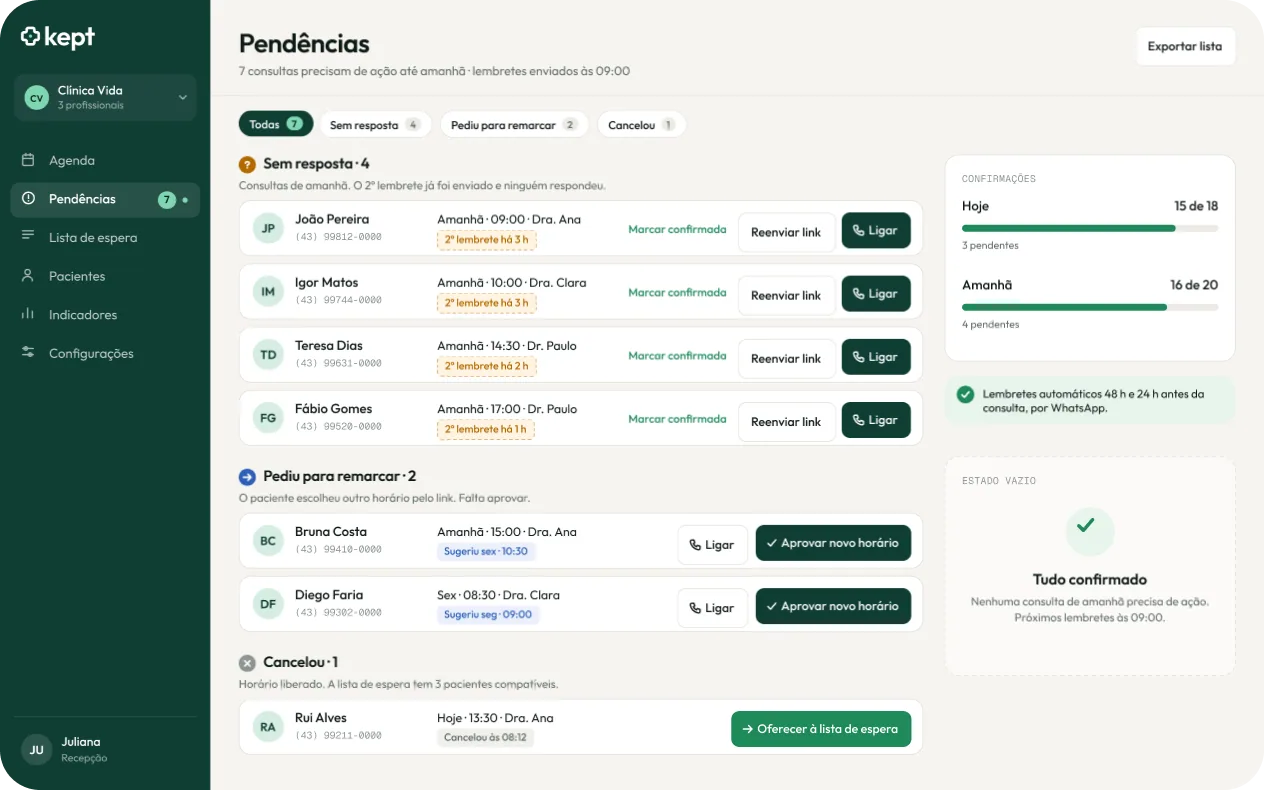 kept
CV
Clínica Vida
3 profissionais
Agenda
Pendências
7
Lista de espera
Pacientes
Indicadores
Configurações
JU
Juliana
Recepção
Pendências
7 consultas precisam de ação até amanhã · lembretes enviados às 09:00
Exportar lista
Todas 7
Sem resposta 4
Pediu para remarcar 2
Cancelou 1
? Sem resposta · 4
Consultas de amanhã. O 2º lembrete já foi enviado e ninguém respondeu.
JP
João Pereira
(43) 99812-0000
Amanhã · 09:00 · Dra. Ana
2º lembrete há 3 h
Marcar confirmada
Reenviar link
Ligar
IM
Igor Matos
(43) 99744-0000
Amanhã · 10:00 · Dra. Clara
2º lembrete há 3 h
Marcar confirmada
Reenviar link
Ligar
TD
Teresa Dias
(43) 99631-0000
Amanhã · 14:30 · Dr. Paulo
2º lembrete há 2 h
Marcar confirmada
Reenviar link
Ligar
FG
Fábio Gomes
(43) 99520-0000
Amanhã · 17:00 · Dr. Paulo
2º lembrete há 1 h
Marcar confirmada
Reenviar link
Ligar
Pediu para remarcar · 2
O paciente escolheu outro horário pelo link. Falta aprovar.
BC
Bruna Costa
(43) 99410-0000
Amanhã · 15:00 · Dra. Ana
Sugeriu sex · 10:30
Ligar
Aprovar novo horário
DF
Diego Faria
(43) 99302-0000
Sex · 08:30 · Dra. Clara
Sugeriu seg · 09:00
Ligar
Aprovar novo horário
Cancelou · 1
Horário liberado. A lista de espera tem 3 pacientes compatíveis.
RA
Rui Alves
(43) 99211-0000
Hoje · 13:30 · Dra. Ana
Cancelou às 08:12
→ Oferecer à lista de espera
CONFIRMAÇÕES
Hoje
15 de 18
3 pendentes
Amanhã
16 de 20
4 pendentes
Lembretes automáticos 48 h e 24 h antes da
consulta, por WhatsApp.
ESTADO VAZIO
Tudo confirmado
Nenhuma consulta de amanhã precisa de ação.
Próximos lembretes às 09:00.